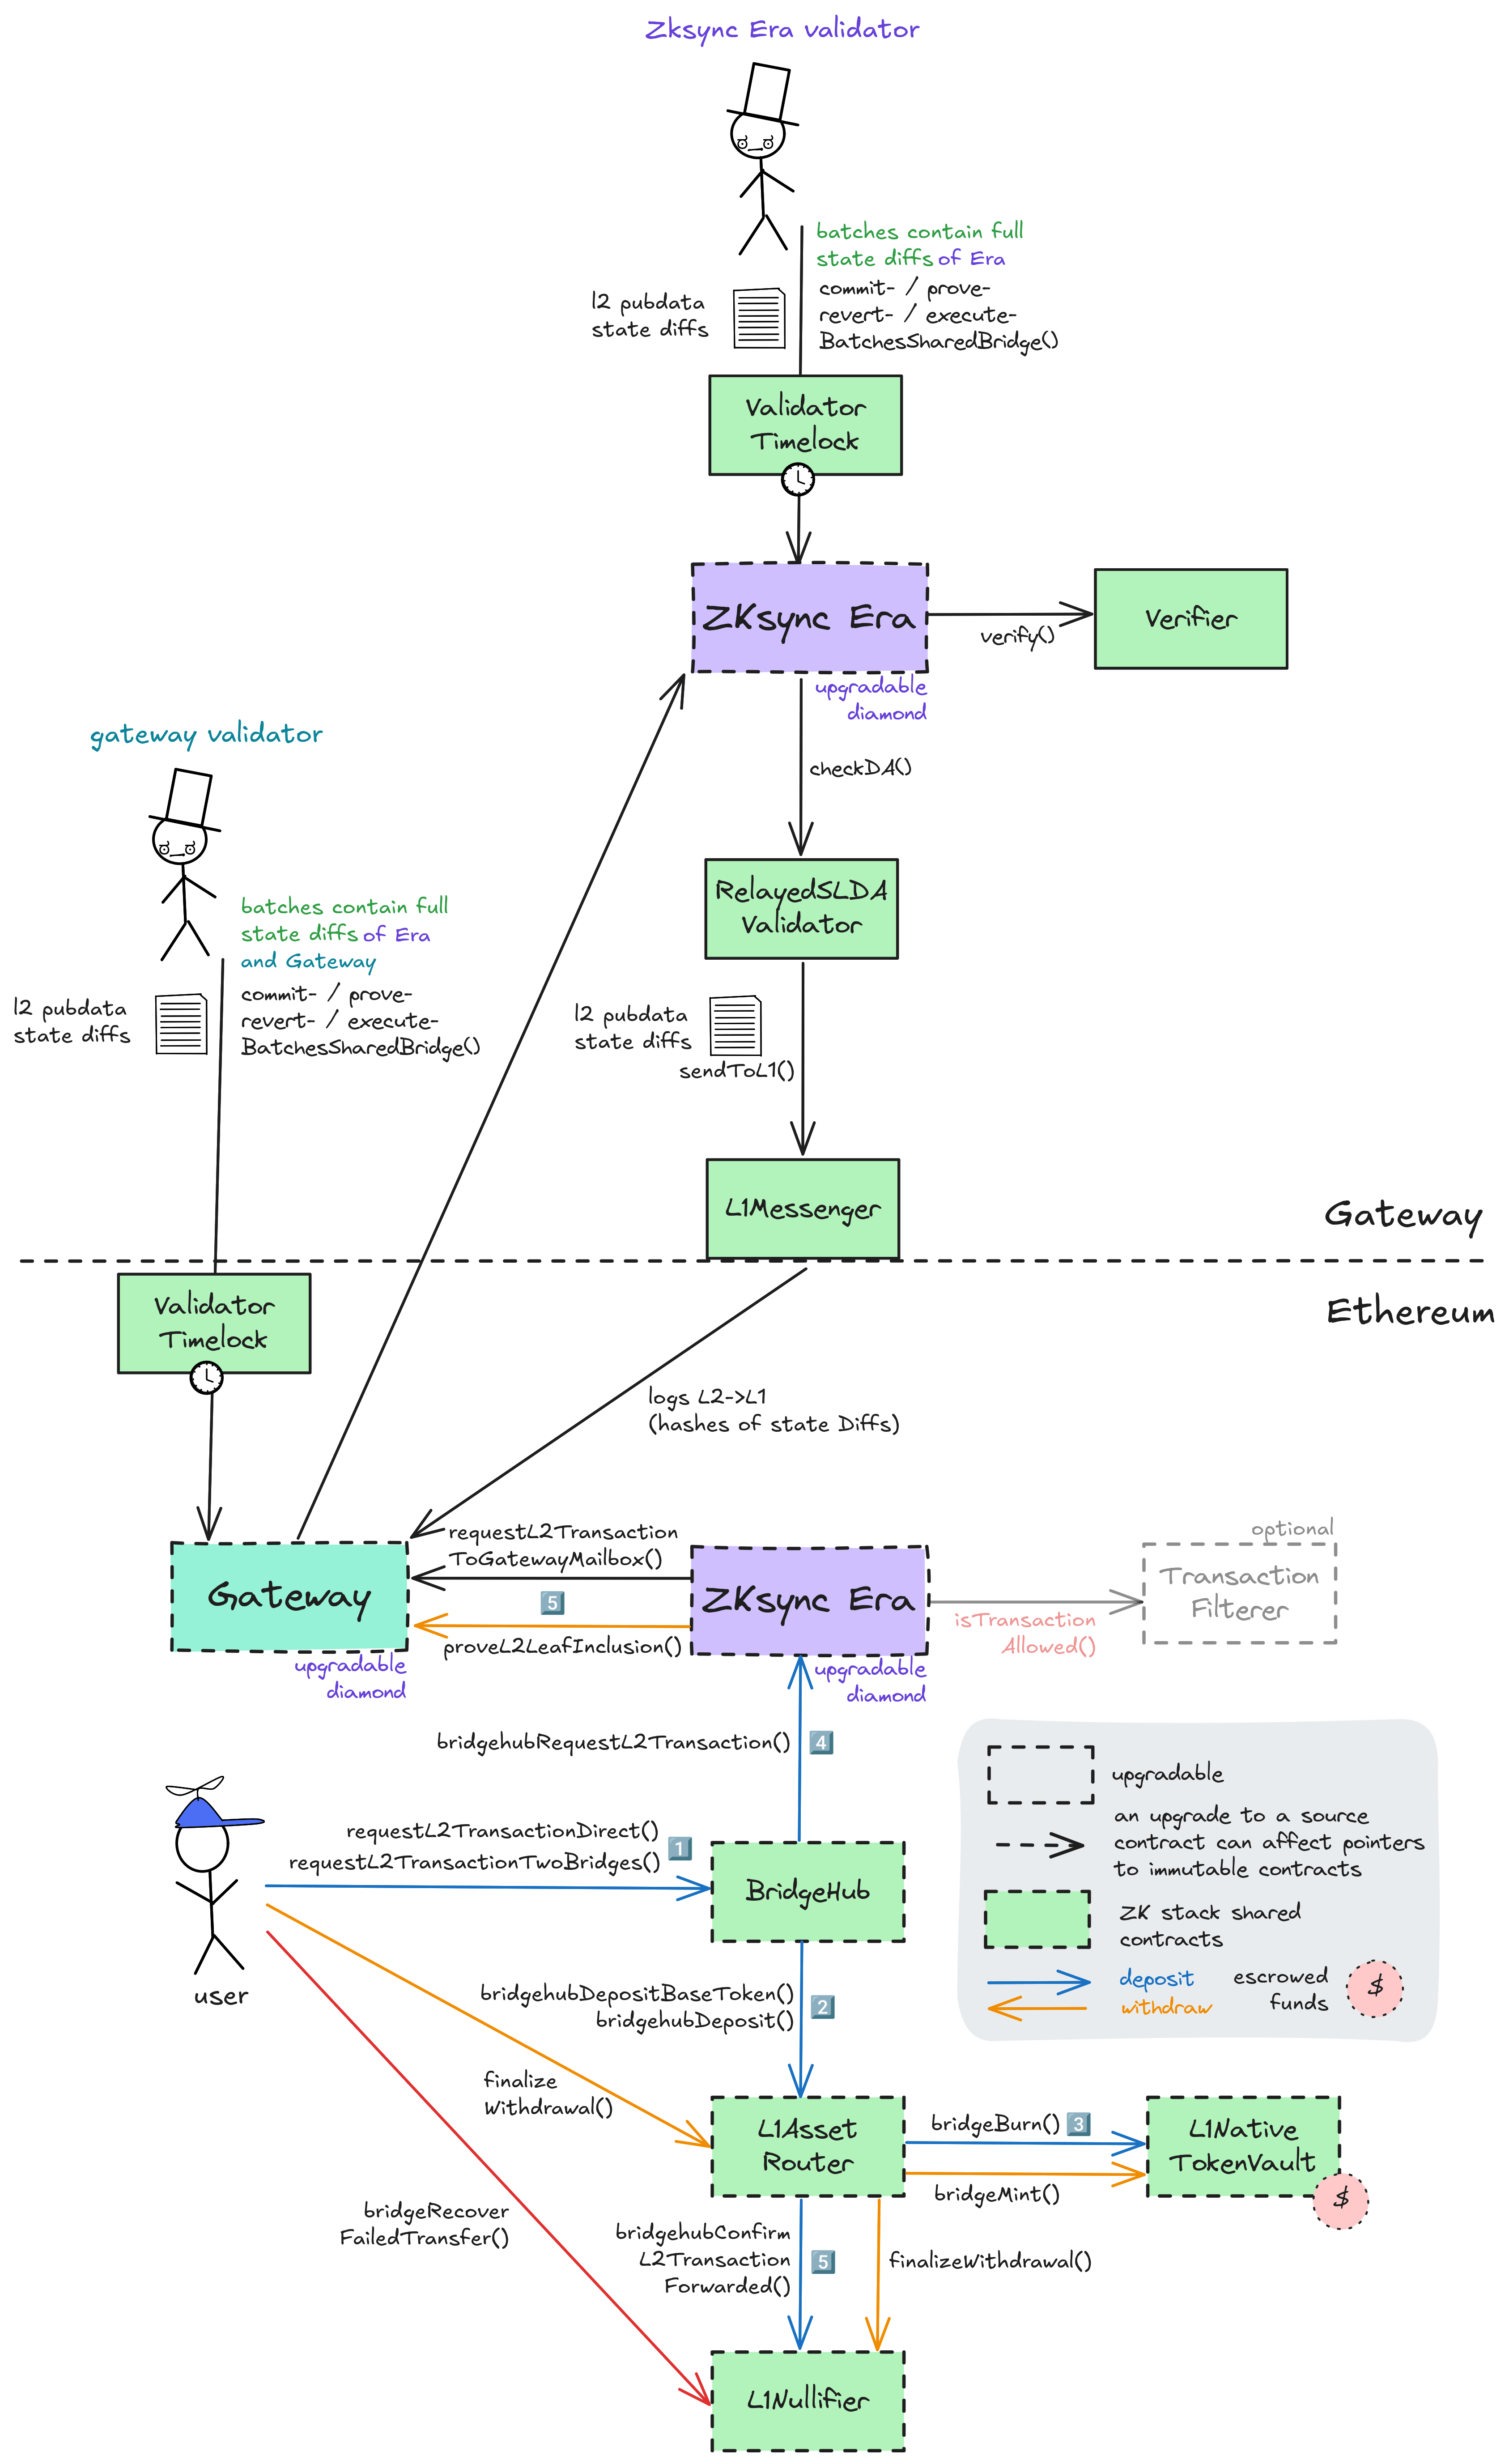 Zksync Era validator
batches contain full
state diffs of Era
commit- / prove-
revert- / execute-
BatchesSharedBridge()
l2 pubdata
state diffs
Validator
Timelock
ZKsync Era
upgradable
diamond
verify()
Verifier
checkDA()
RelayedSLDA
Validator
l2 pubdata
state diffs
sendToL1()
L1Messenger
gateway validator
batches contain full
state diffs of Era
and Gateway
commit- / prove-
revert- / execute-
BatchesSharedBridge()
l2 pubdata
state diffs
Gateway
Ethereum
Validator
Timelock
logs L2->L1
(hashes of state Diffs)
Gateway
upgradable
diamond
requestL2Transaction
ToGatewayMailbox()
5
proveL2LeafInclusion()
ZKsync Era
upgradable
diamond
isTransaction
Allowed()
optional
Transaction
Filterer
bridgehubRequestL2Transaction() 4
user
requestL2TransactionDirect()
requestL2TransactionTwoBridges()
1
BridgeHub
bridgehubDepositBaseToken()
bridgehubDeposit()
2
finalize
Withdrawal()
L1Asset
Router
bridgeBurn() 3
bridgeMint()
L1Native
TokenVault
$
bridgeRecover
FailedTransfer()
bridgehubConfirm
L2Transaction
Forwarded()
5
finalizeWithdrawal()
L1Nullifier
upgradable
an upgrade to a source
contract can affect pointers
to immutable contracts
ZK stack shared
contracts
deposit
withdraw
escrowed
funds
$